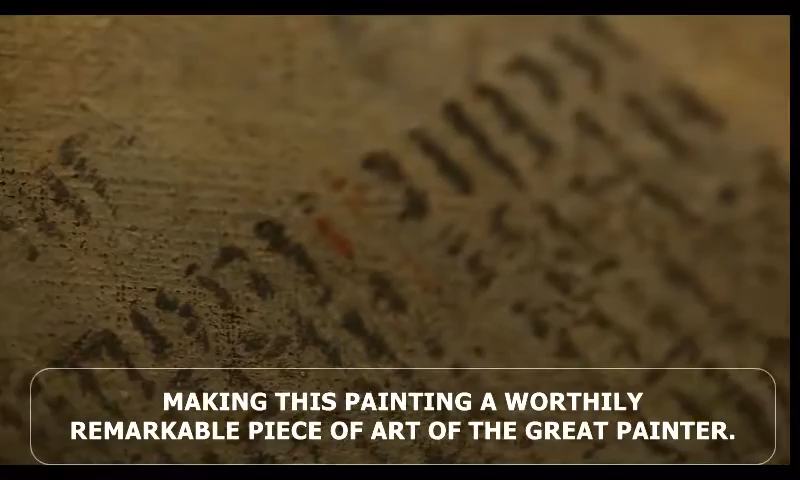 MAKING THIS PAINTING A WORTHILY
REMARKABLE PIECE OF ART OF THE GREAT PAINTER.